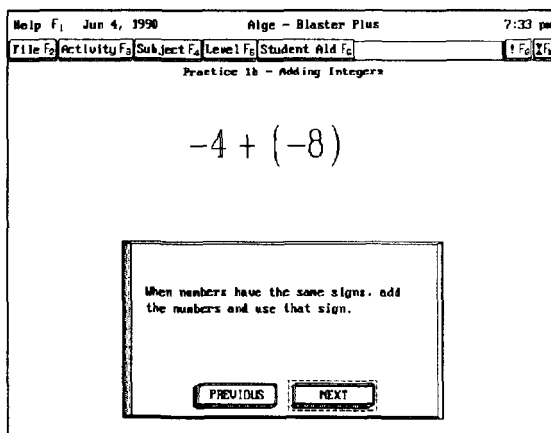 Help F1 Jun 4, 1990 Alge - Blaster Plus 7:33 pm
File F2 Activity F3 Subject F4 Level F5 Student Aid F6 ! F9
Practice 1b - Adding Integers
-4 + (-8)
When numbers have the same signs, add
the numbers and use that sign.
PREVIOUS NEXT